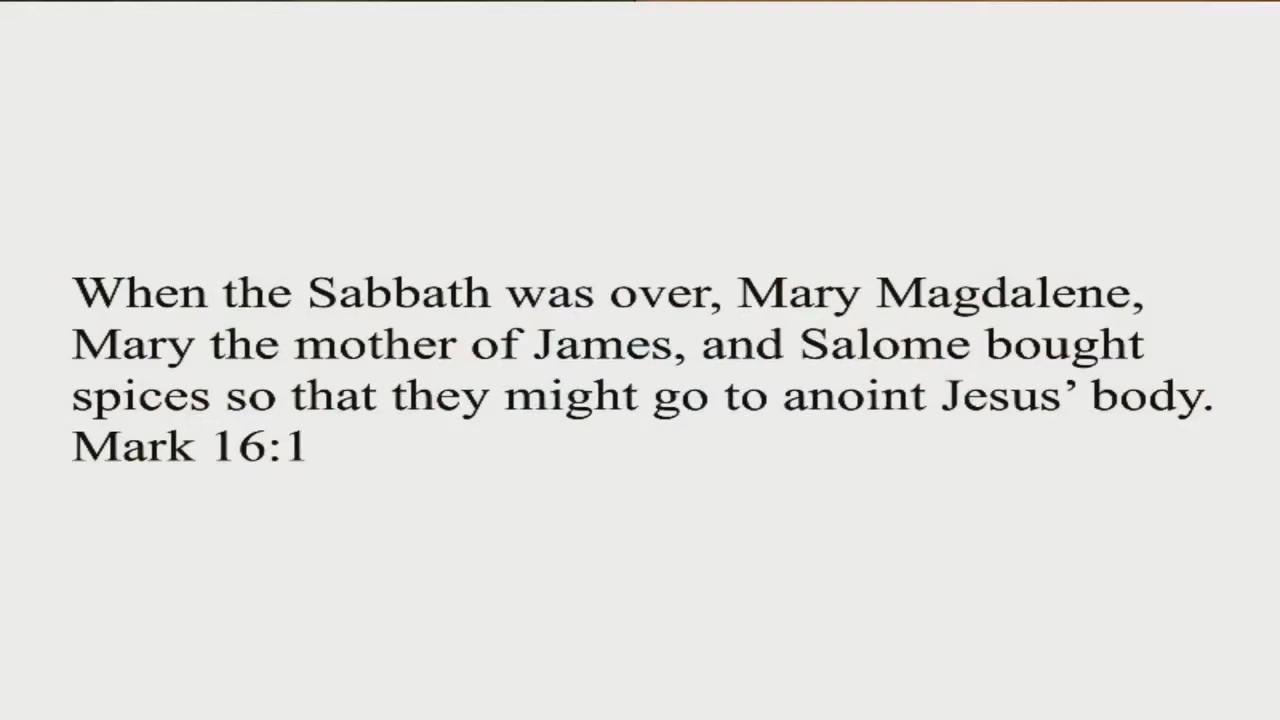 When the Sabbath was over, Mary Magdalene,
Mary the mother of James, and Salome bought
spices so that they might go to anoint Jesus’ body.
Mark 16:1